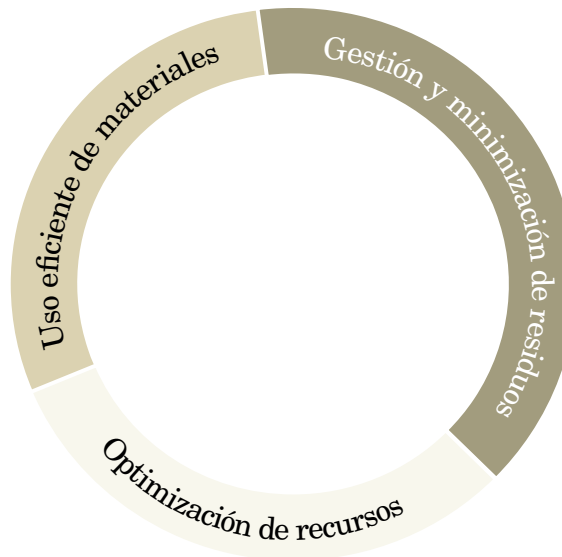 Uso eficiente de materiales
Gestión y minimización de residuos
Optimización de recursos